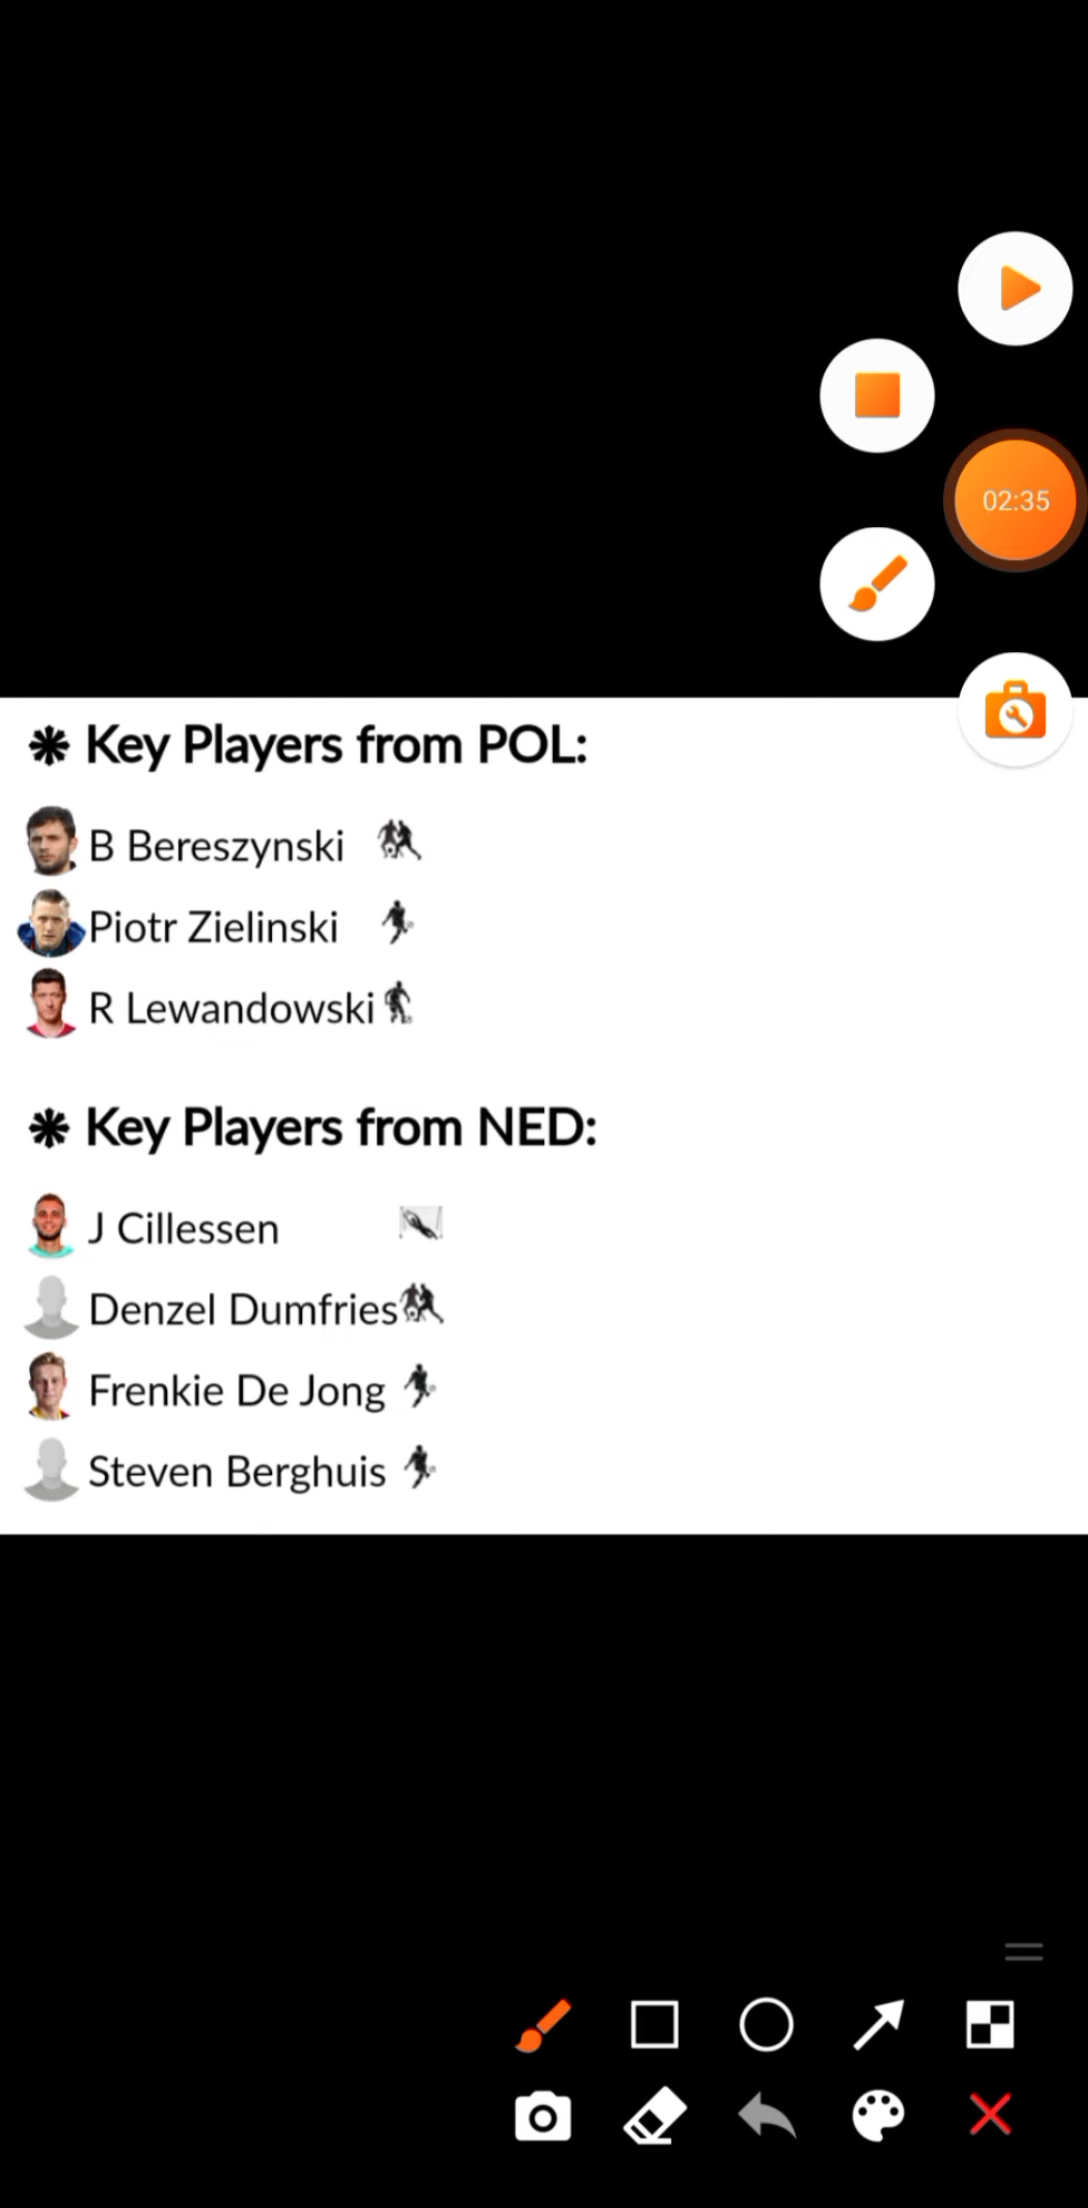 02:35
✱ Key Players from POL:
B Bereszynski
Piotr Zielinski
R Lewandowski
✱ Key Players from NED:
J Cillessen
Denzel Dumfries
Frenkie De Jong
Steven Berghuis